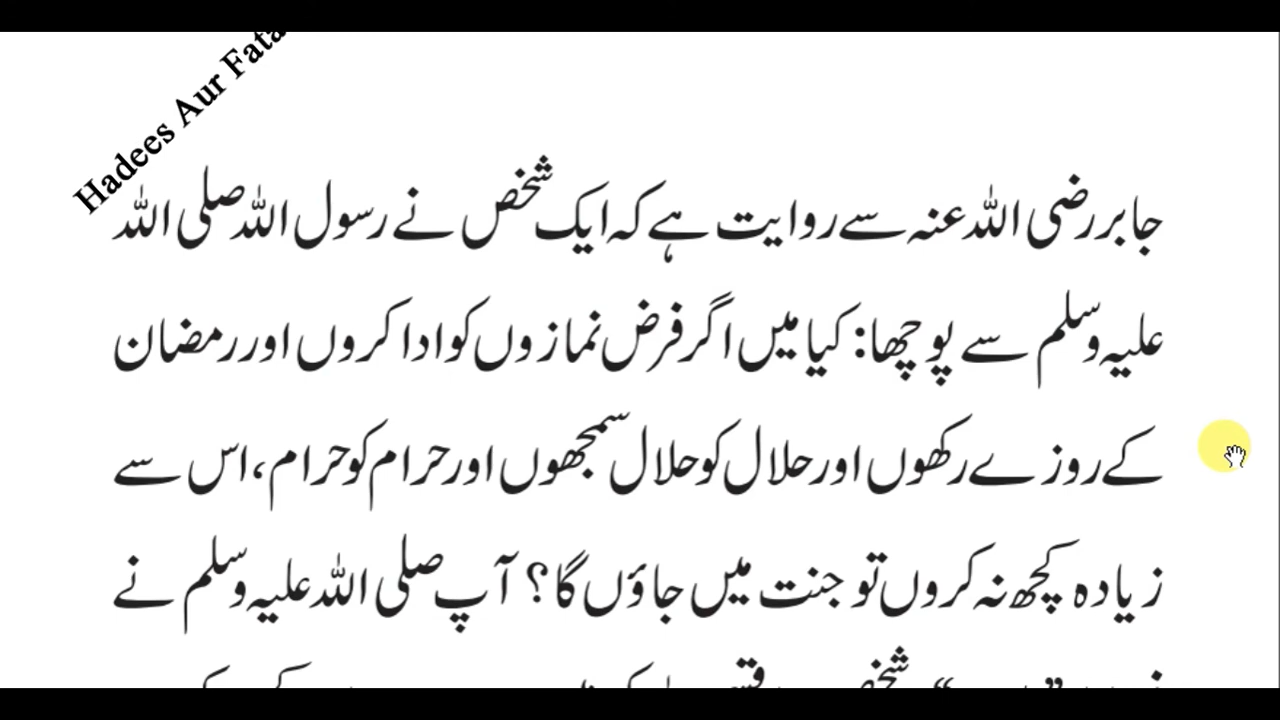 Hadees Aur Fata
جابر رضی اللہ عنہ سے روایت ہے کہ ایک شخص نے رسول اللہ صلی اللہ
علیہ وسلم سے پوچھا: کیا میں اگر فرض نمازوں کو ادا کروں اور رمضان
کے روزے رکھوں اور حلال کو حلال سمجھوں اور حرام کو حرام، اس سے
زیادہ کچھ نہ کروں تو جنت میں جاؤں گا؟ آپ صلی اللہ علیہ وسلم نے